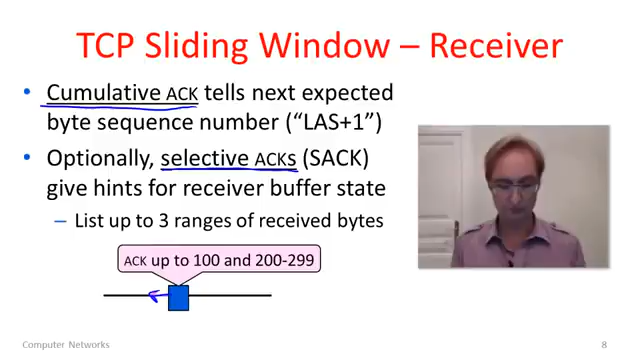 TCP Sliding Window – Receiver
• Cumulative ACK tells next expected
byte sequence number (“LAS+1”)
• Optionally, selective ACKs (SACK)
give hints for receiver buffer state
– List up to 3 ranges of received bytes
ACK up to 100 and 200-299
Computer Networks
8